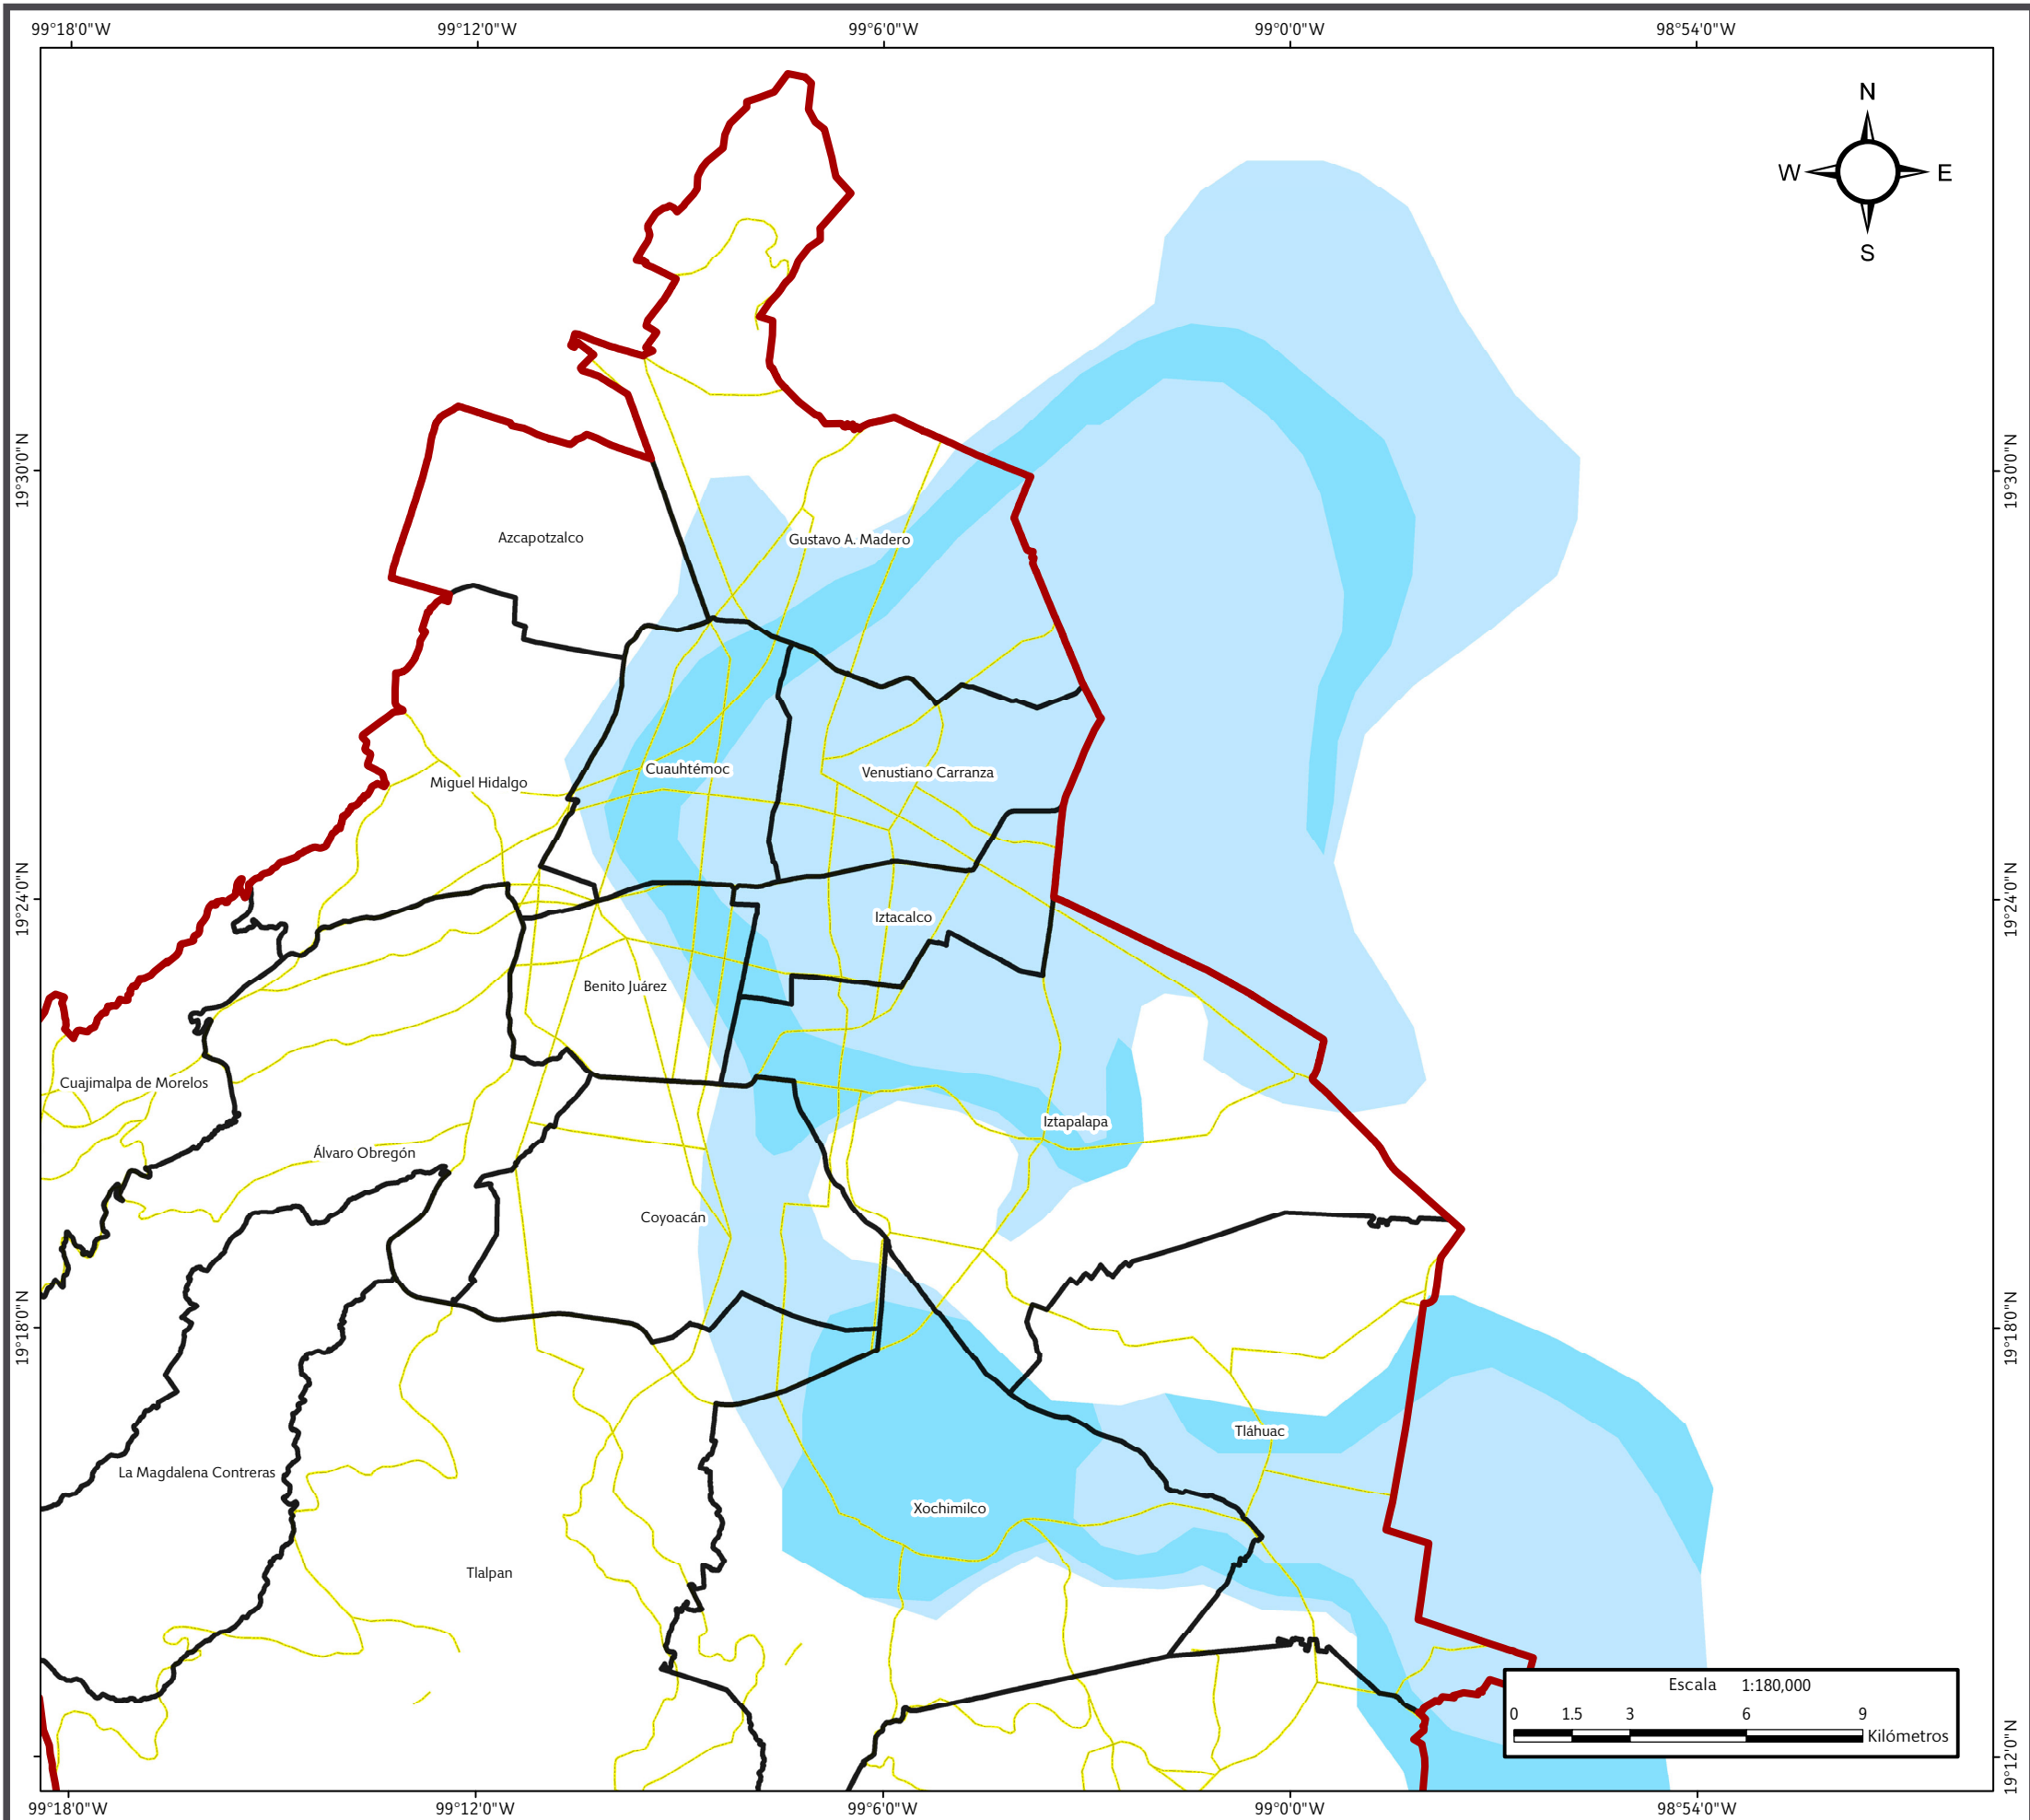 99°18'0"W
99°12'0"W
99°6'0"W
99°0'0"W
98°54'0"W
N
W
E
S
19°30'0"N
19°30'0"N
Azcapotzalco
Gustavo A. Madero
Cuauhtémoc
Venustiano Carranza
Miguel Hidalgo
19°24'0"N
19°24'0"N
Iztacalco
Benito Juárez
Cuajimalpa de Morelos
Iztapalapa
Álvaro Obregón
Coyoacán
19°18'0"N
19°18'0"N
Tláhuac
La Magdalena Contreras
Xochimilco
Tlalpan
Escala 1:180,000
0 1.5 3 6 9
Kilómetros
19°12'0"N
99°18'0"W
99°12'0"W
99°6'0"W
99°0'0"W
98°54'0"W